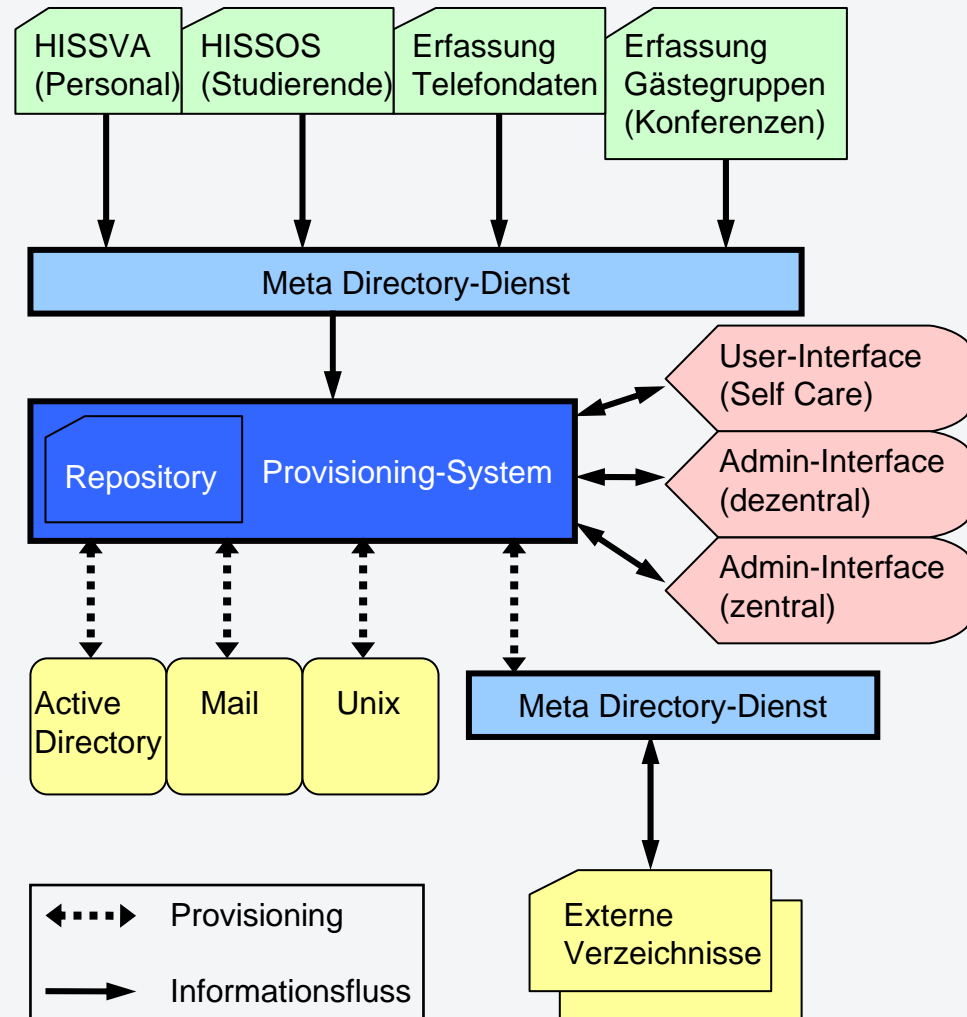 HISSVA
(Personal)
HISSOS
(Studierende)
Erfassung
Telefondaten
Erfassung
Gästegruppen
(Konferenzen)
Meta Directory-Dienst
User-Interface
(Self Care)
Repository
Provisioning-System
Admin-Interface
(dezentral)
Admin-Interface
(zentral)
Active
Directory
Mail
Unix
Meta Directory-Dienst
Provisioning
Informationsfluss
Externe
Verzeichnisse